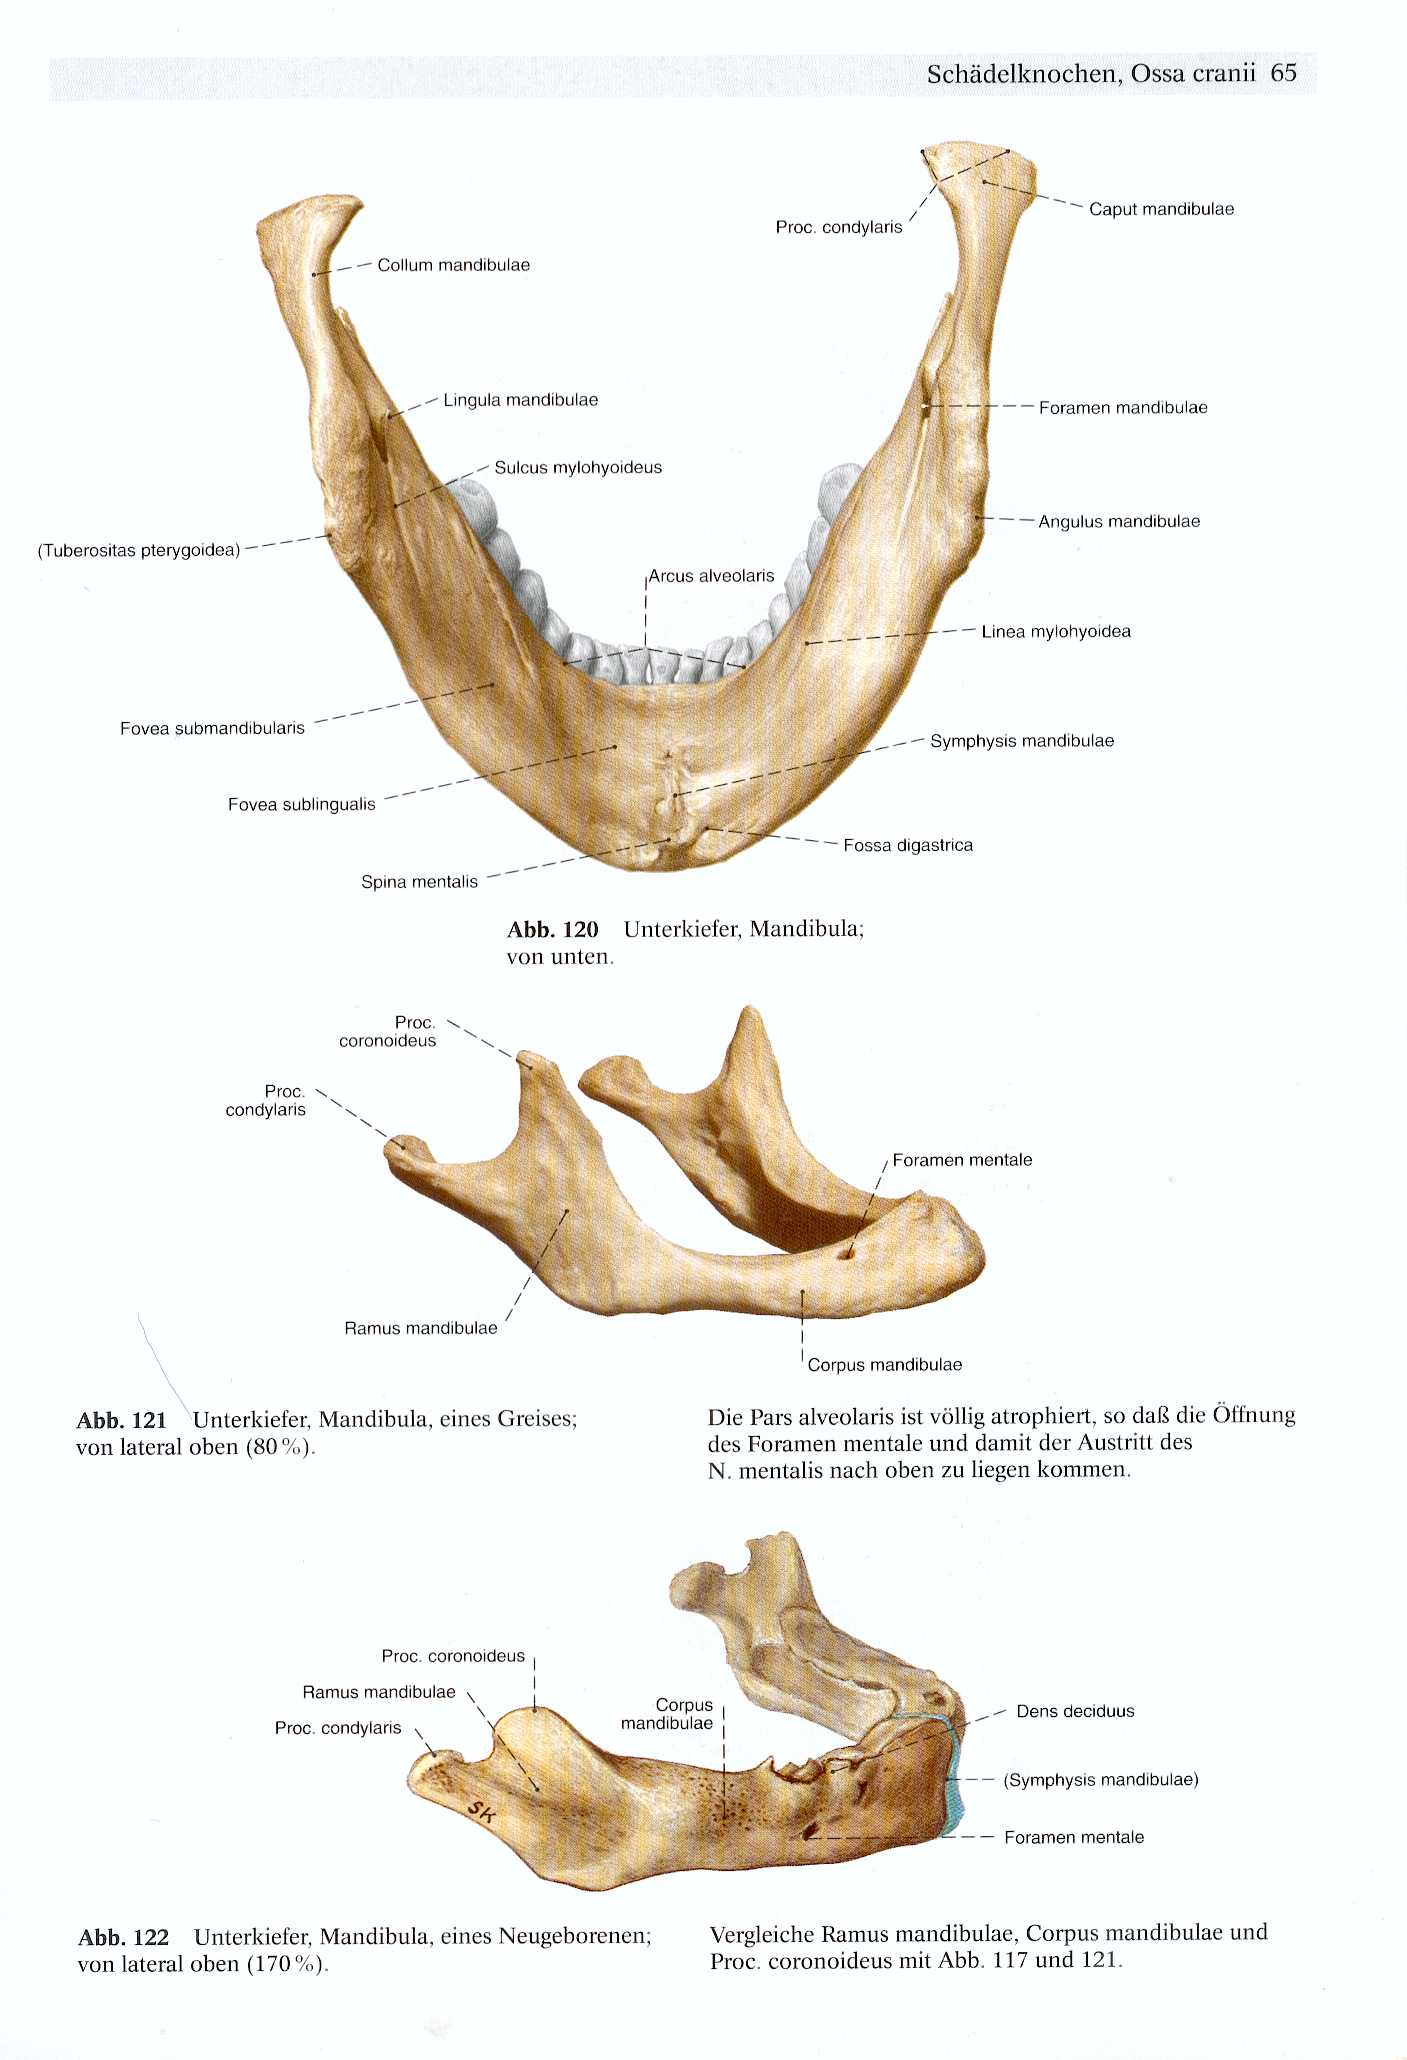 Schädelknochen, Ossa cranii 65
Caput mandibulae
Proc. condylaris
Collum mandibulae
Lingula mandibulae
Foramen mandibulae
Sulcus mylohyoideus
Angulus mandibulae
(Tuberositas pterygoidea)
Arcus alveolaris
Linea mylohyoidea
Fovea submandibularis
Symphysis mandibulae
Fovea sublingualis
Fossa digastrica
Spina mentalis
Abb. 120 Unterkiefer, Mandibula;
von unten.
Proc.
coronoideus
Proc.
condylaris
Foramen mentale
Ramus mandibulae
Corpus mandibulae
Abb. 121 Unterkiefer, Mandibula, eines Greises;
von lateral oben (80%).
Die Pars alveolaris ist völlig atrophiert, so daß die Öffnung
des Foramen mentale und damit der Austritt des
N. mentalis nach oben zu liegen kommen.
Proc. coronoideus
Ramus mandibulae
Proc. condylaris
Corpus
mandibulae
Dens deciduus
(Symphysis mandibulae)
Foramen mentale
SK
Abb. 122 Unterkiefer, Mandibula, eines Neugeborenen;
von lateral oben (170%).
Vergleiche Ramus mandibulae, Corpus mandibulae und
Proc. coronoideus mit Abb. 117 und 121.